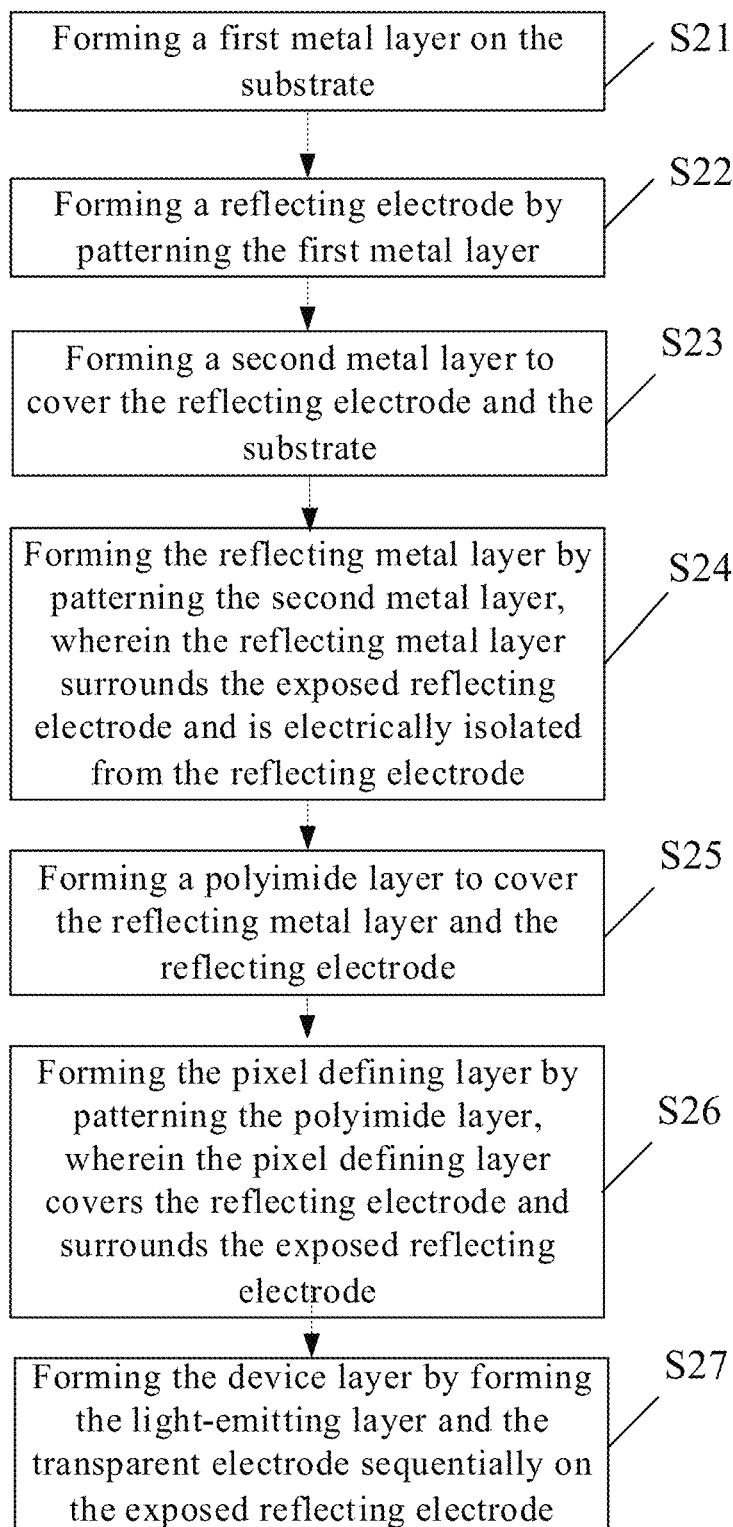 Forming a first metal layer on the
substrate
S21
Forming a reflecting electrode by
patterning the first metal layer
S22
Forming a second metal layer to
cover the reflecting electrode and the
substrate
S23
Forming the reflecting metal layer by
patterning the second metal layer,
wherein the reflecting metal layer
surrounds the exposed reflecting
electrode and is electrically isolated
from the reflecting electrode
S24
Forming a polyimide layer to cover
the reflecting metal layer and the
reflecting electrode
S25
Forming the pixel defining layer by
patterning the polyimide layer,
wherein the pixel defining layer
covers the reflecting electrode and
surrounds the exposed reflecting
electrode
S26
Forming the device layer by forming
the light-emitting layer and the
transparent electrode sequentially on
the exposed reflecting electrode
S27